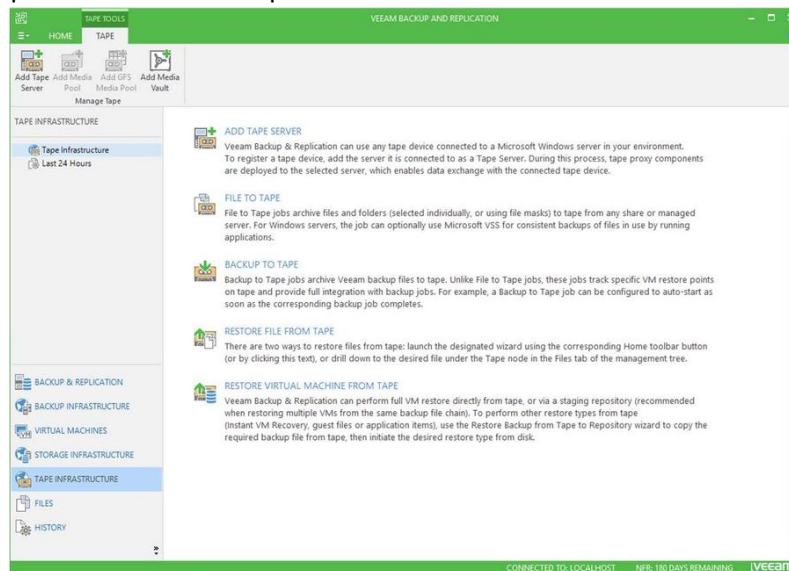 TAPE TOOLS
VEEAM BACKUP AND REPLICATION
HOME
TAPE
Add Tape Server
Add Media Pool
Add GFS Media Pool
Add Media Vault
Manage Tape
TAPE INFRASTRUCTURE
Tape Infrastructure
Last 24 Hours
ADD TAPE SERVER
Veeam Backup & Replication can use any tape device connected to a Microsoft Windows server in your environment.
To register a tape device, add the server it is connected to as a Tape Server. During this process, tape proxy components
are deployed to the selected server, which enables data exchange with the connected tape device.
FILE TO TAPE
File to Tape jobs archive files and folders (selected individually, or using file masks) to tape from any share or managed
server. For Windows servers, the job can optionally use Microsoft VSS for consistent backups of files in use by running
applications.
BACKUP TO TAPE
Backup to Tape jobs archive Veeam backup files to tape. Unlike File to Tape jobs, these jobs track specific VM restore points
on tape and provide full integration with backup jobs. For example, a Backup to Tape job can be configured to auto-start as
soon as the corresponding backup job completes.
RESTORE FILE FROM TAPE
There are two ways to restore files from tape: launch the designated wizard using the corresponding Home toolbar button
(or by clicking this text), or drill down to the desired file under the Tape node in the Files tab of the management tree.
RESTORE VIRTUAL MACHINE FROM TAPE
Veeam Backup & Replication can perform full VM restore directly from tape, or via a staging repository (recommended
when restoring multiple VMs from the same backup file chain). To perform other restore types from tape
(Instant VM Recovery, guest files or application items), use the Restore Backup from Tape to Repository wizard to copy the
required backup file from tape, then initiate the desired restore type from disk.
BACKUP & REPLICATION
BACKUP INFRASTRUCTURE
VIRTUAL MACHINES
STORAGE INFRASTRUCTURE
TAPE INFRASTRUCTURE
FILES
HISTORY
CONNECTED TO: LOCALHOST
NFR: 180 DAYS REMAINING
veeam